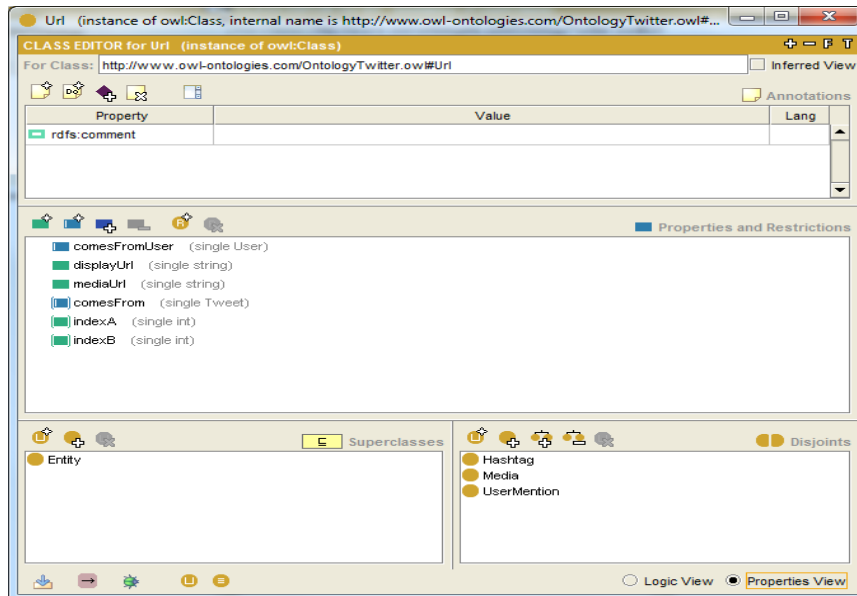 Url (instance of owl:Class, internal name is http://www.owl-ontologies.com/OntologyTwitter.owl#...
CLASS EDITOR for Url (instance of owl:Class)
For Class: http://www.owl-ontologies.com/OntologyTwitter.owl#Url
Inferred View
Annotations
Property Value Lang
rdfs:comment
Properties and Restrictions
comesFromUser (single User)
displayUrl (single string)
mediaUrl (single string)
comesFrom (single Tweet)
indexA (single int)
indexB (single int)
⊑ Superclasses
Disjoints
Entity
Hashtag
Media
UserMention
Logic View Properties View